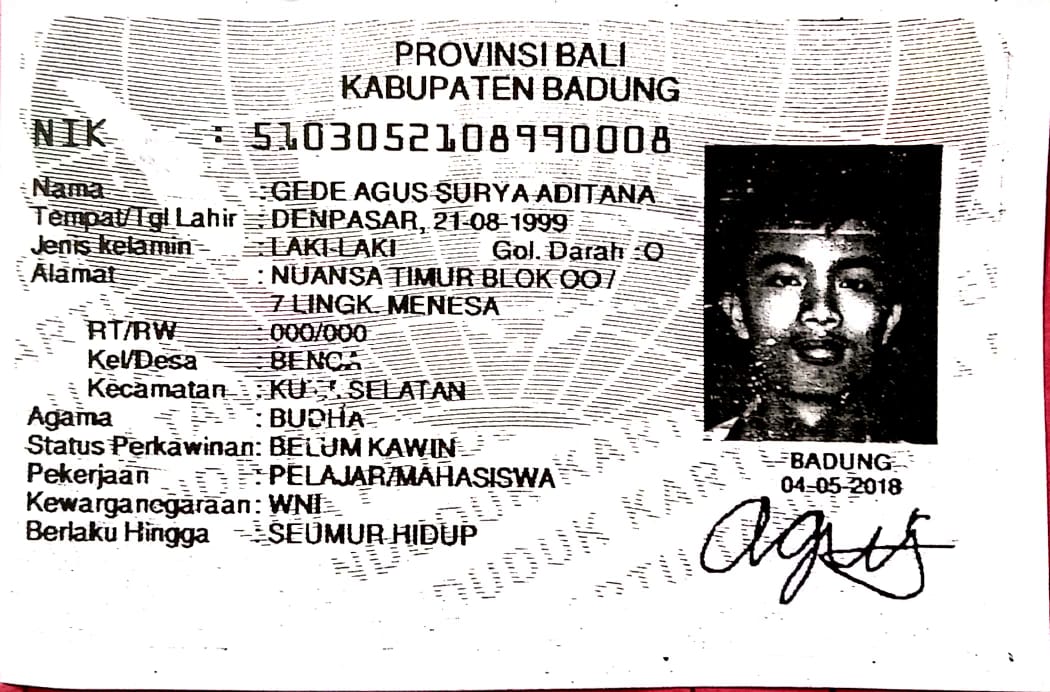 PROVINSI BALI
KABUPATEN BADUNG
NIK : 5103052108990008
Nama : GEDE AGUS SURYA ADITANA
Tempat/Tgl Lahir : DENPASAR, 21-08-1999
Jenis kelamin : LAKI-LAKI Gol. Darah : O
Alamat : NUANSA TIMUR BLOK OO /
7 LINGK. MENESA
RT/RW : 000/000
Kel/Desa : BENOA
Kecamatan : KUTA SELATAN
Agama : BUDHA
Status Perkawinan: BELUM KAWIN
Pekerjaan : PELAJAR/MAHASISWA
Kewarganegaraan: WNI
Berlaku Hingga : SEUMUR HIDUP
BADUNG
04-05-2018
Agus